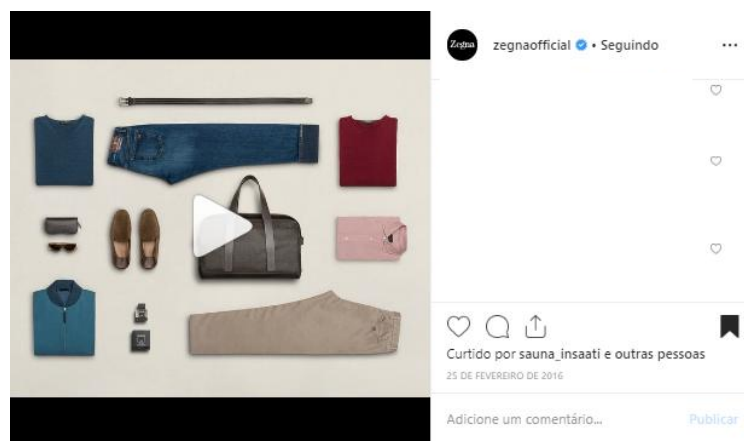 Zegna
zegnaofficial • Seguindo
Curtido por sauna_insaati e outras pessoas
25 DE FEVEREIRO DE 2016
Adicione um comentário...
Publicar